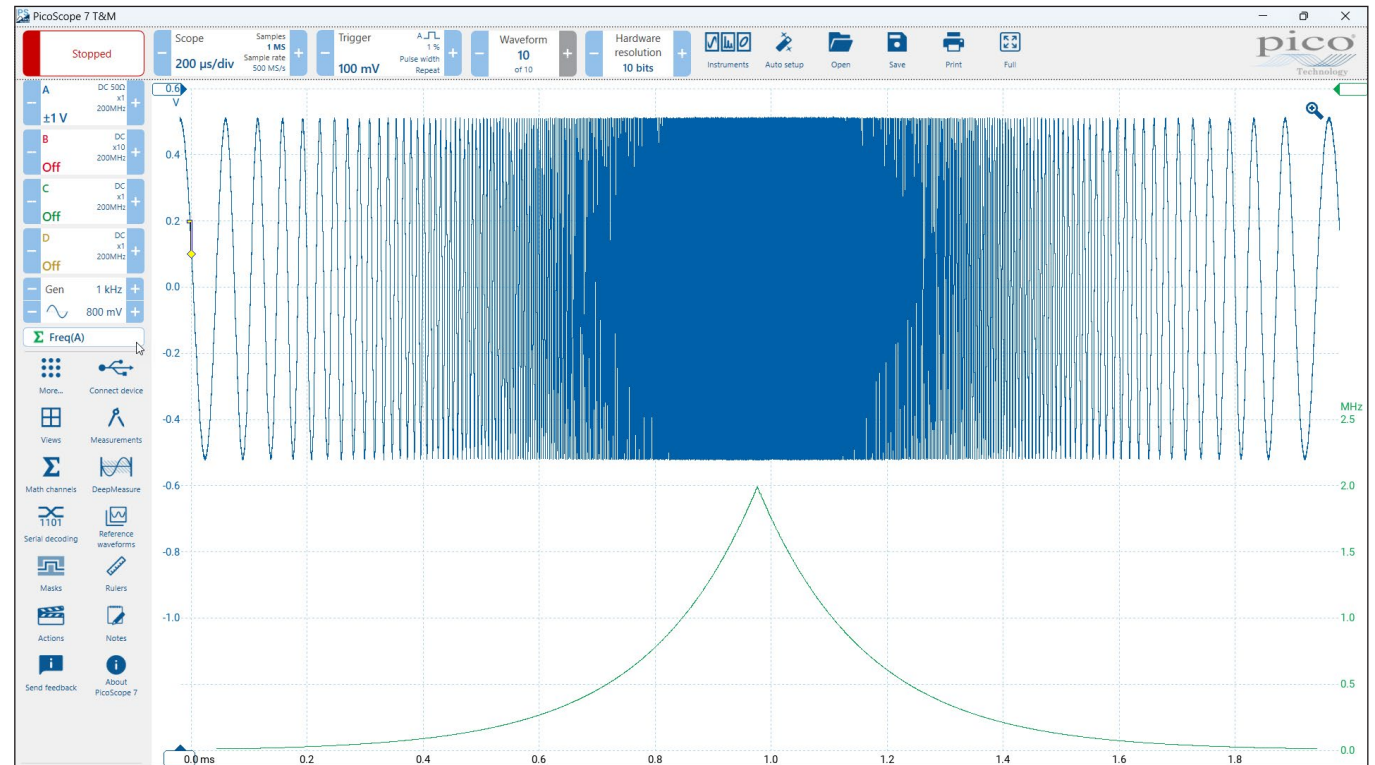 PicoScope 7 T&M
Stopped
Scope
Samples
1 MS
Sample rate
500 MS/s
200 µs/div
Trigger
A
1 %
Pulse width
Repeat
100 mV
Waveform
10
of 10
Hardware
resolution
10 bits
Instruments
Auto setup
Open
Save
Print
Full
pico
Technology
A
DC 50Ω
x1
200MHz
±1 V
B
DC
x10
200MHz
Off
C
DC
x1
200MHz
Off
D
DC
x1
200MHz
Off
Gen
1 kHz
800 mV
Σ Freq(A)
More...
Connect device
Views
Measurements
Math channels
DeepMeasure
1101
Serial decoding
Reference
waveforms
Masks
Rulers
Actions
Notes
Send feedback
About
PicoScope 7
0.6
V
0.4
0.2
0.0
-0.2
-0.4
-0.6
-0.8
-1.0
MHz
2.5
2.0
1.5
1.0
0.5
0.0
0.0 ms
0.2
0.4
0.6
0.8
1.0
1.2
1.4
1.6
1.8